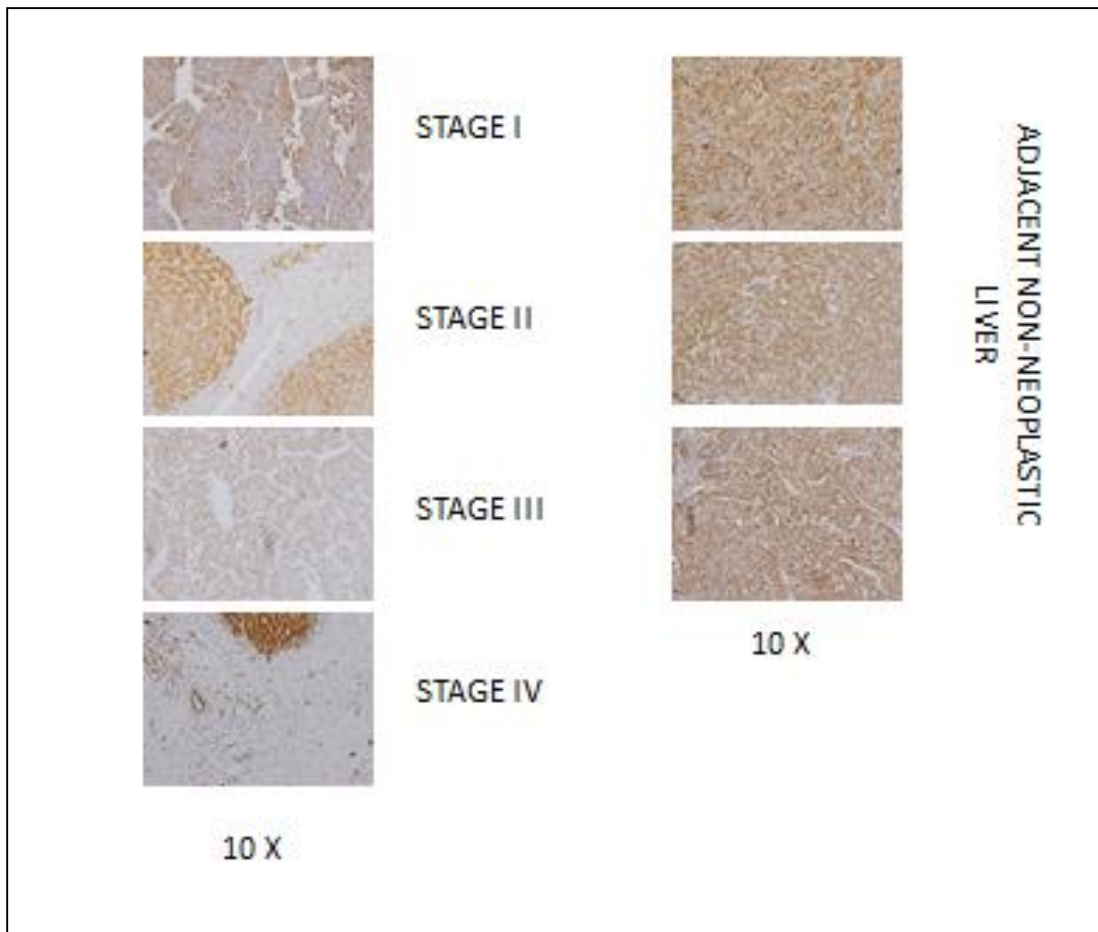 STAGE I
STAGE II
STAGE III
STAGE IV
10 X
10 X
ADJACENT NON-NEOPLASTIC
LIVER